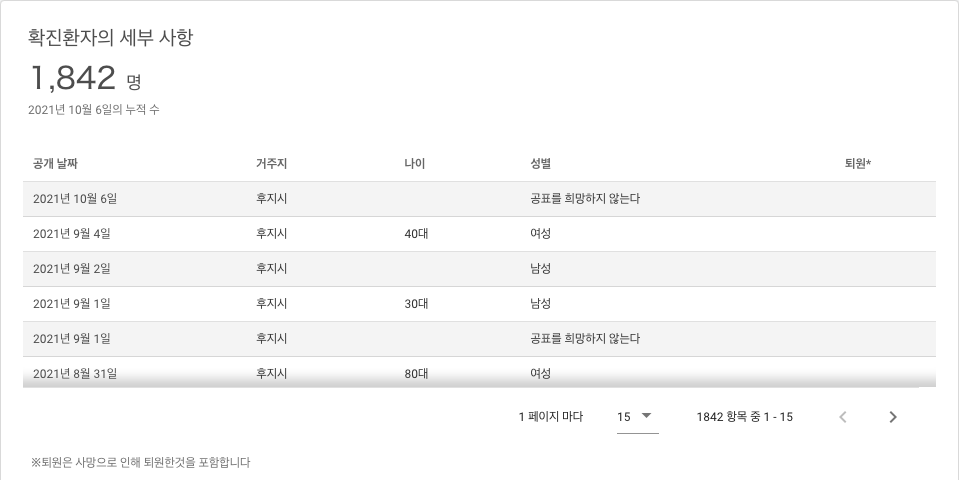 확진환자의 세부 사항
1,842 명
2021년 10월 6일의 누적 수
공개 날짜 거주지 나이 성별 퇴원*
2021년 10월 6일 후지시 공표를 희망하지 않는다
2021년 9월 4일 후지시 40대 여성
2021년 9월 2일 후지시 남성
2021년 9월 1일 후지시 30대 남성
2021년 9월 1일 후지시 공표를 희망하지 않는다
2021년 8월 31일 후지시 80대 여성
1 페이지 마다 15 1842 항목 중 1 - 15
※퇴원은 사망으로 인해 퇴원한것을 포함합니다